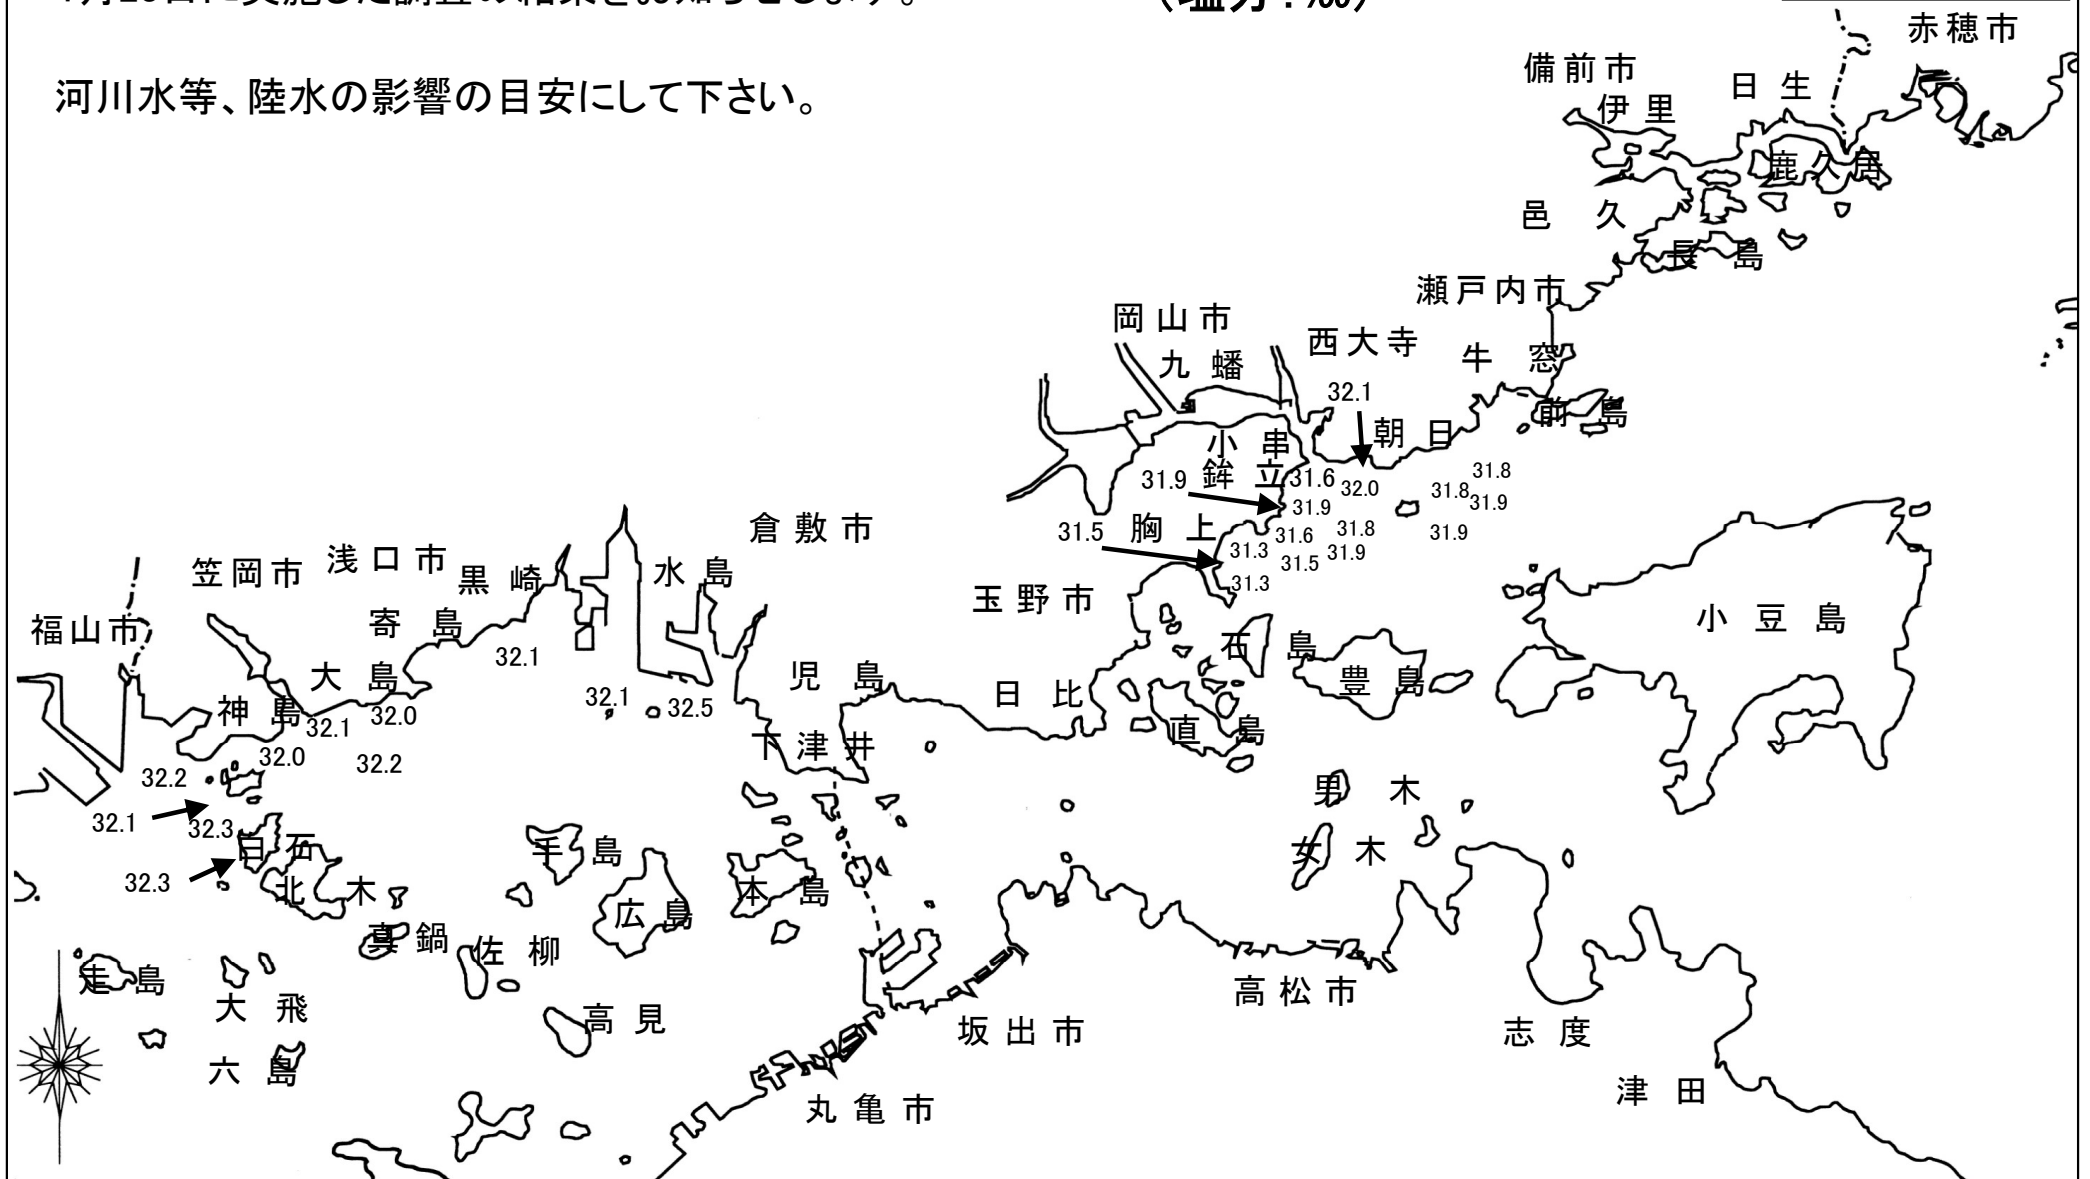 (塩分:‰)
河川水等、陸水の影響の目安にして下さい。
赤穂市
備前市
日生
伊里
鹿久居
邑久
長島
瀬戸内市
岡山市
西大寺
牛窓
九蟠
32.1
前島
朝日
小串
31.9
鉾立
31.6
32.0
31.8
31.8
31.9
31.9
31.5
胸上
31.6
31.8
31.9
31.3
31.5
31.9
31.3
倉敷市
水島
笠岡市
浅口市
黒崎
玉野市
福山市
寄島
小豆島
32.1
石島
大島
児島
日比
豊島
32.1
32.5
神島
32.1
32.0
直島
下津井
32.0
32.2
32.2
男木
32.1
32.3
白石
手島
女木
32.3
北木
本島
広島
真鍋
佐柳
走島
高松市
大飛
高見
坂出市
志度
六島
津田
丸亀市